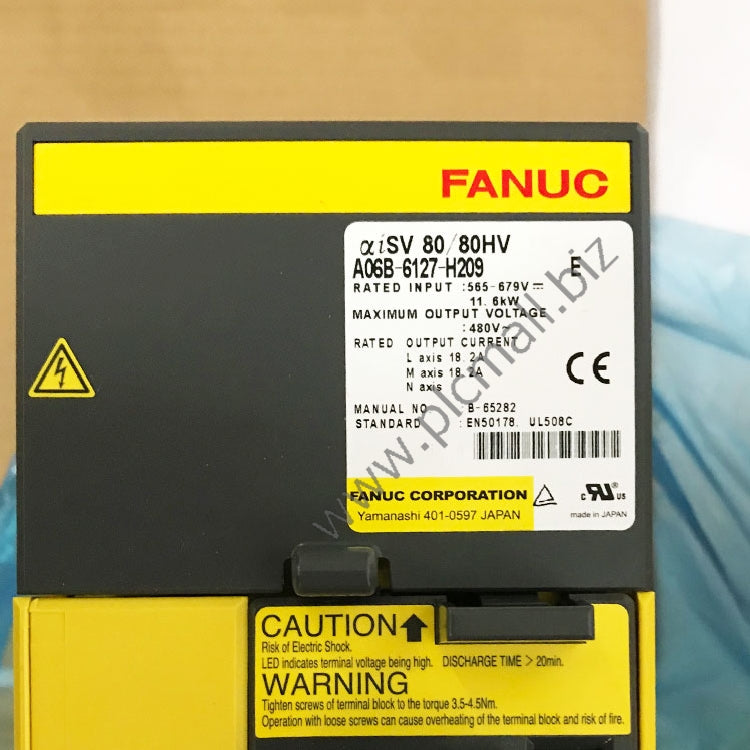 FANUC
αiSV 80/80HV
A06B-6127-H209 E
RATED INPUT :565-679V⎓
11.6kW
MAXIMUM OUTPUT VOLTAGE
:480V~
RATED OUTPUT CURRENT
L axis 18.2A
M axis 18.2A
N axis
CE
MANUAL NO :B-65282
STANDARD :EN50178. UL508C
FANUC CORPORATION
Yamanashi 401-0597 JAPAN
c RU ® US
made in JAPAN
www.plcmall.biz
CAUTION
Risk of Electric Shock.
LED indicates terminal voltage being high. DISCHARGE TIME > 20min.
WARNING
Tighten screws of terminal block to the torque 3.5-4.5Nm.
Operation with loose screws can cause overheating of the terminal block and risk of fire.